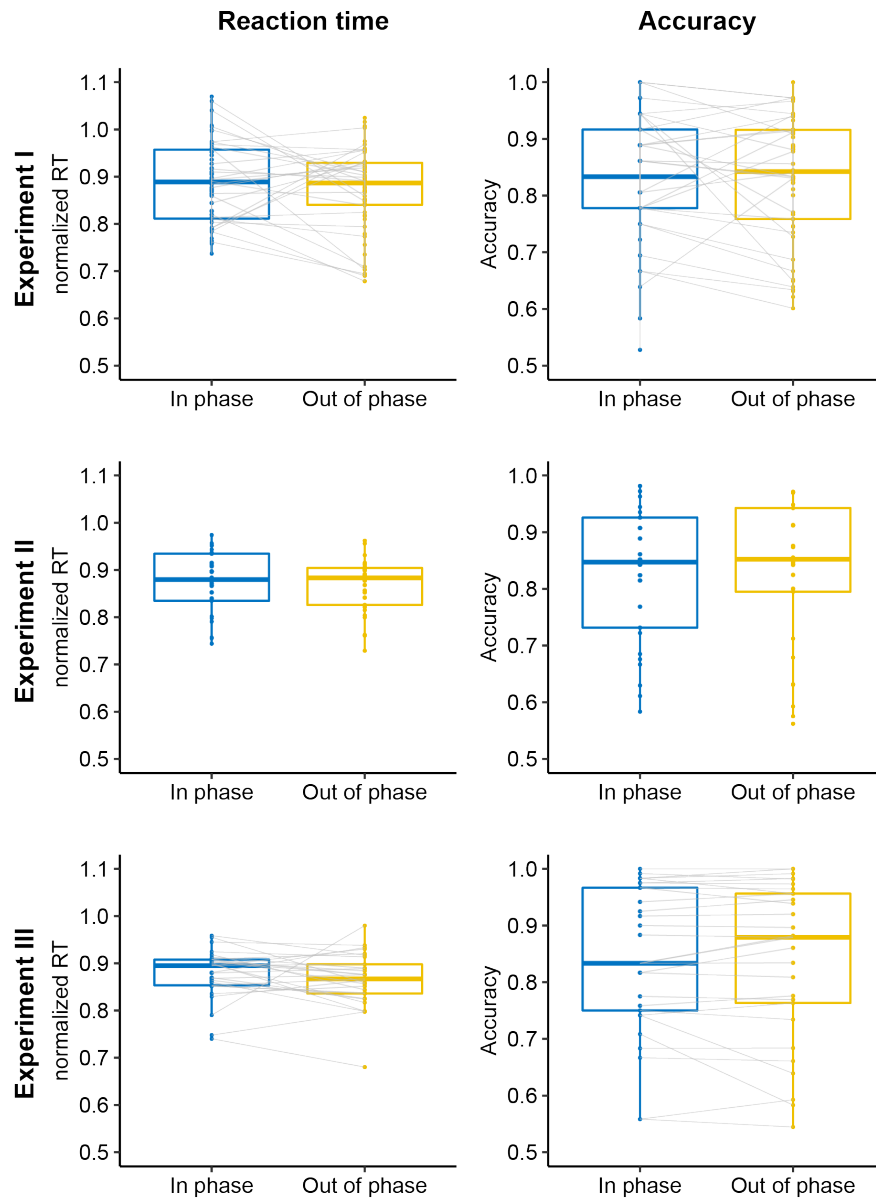 Reaction time
Accuracy
Experiment I
normalized RT
1.1
1.0
0.9
0.8
0.7
0.6
0.5
In phase
Out of phase
Accuracy
1.0
0.9
0.8
0.7
0.6
0.5
In phase
Out of phase
Experiment II
normalized RT
1.1
1.0
0.9
0.8
0.7
0.6
0.5
In phase
Out of phase
Accuracy
1.0
0.9
0.8
0.7
0.6
0.5
In phase
Out of phase
Experiment III
normalized RT
1.1
1.0
0.9
0.8
0.7
0.6
0.5
In phase
Out of phase
Accuracy
1.0
0.9
0.8
0.7
0.6
0.5
In phase
Out of phase